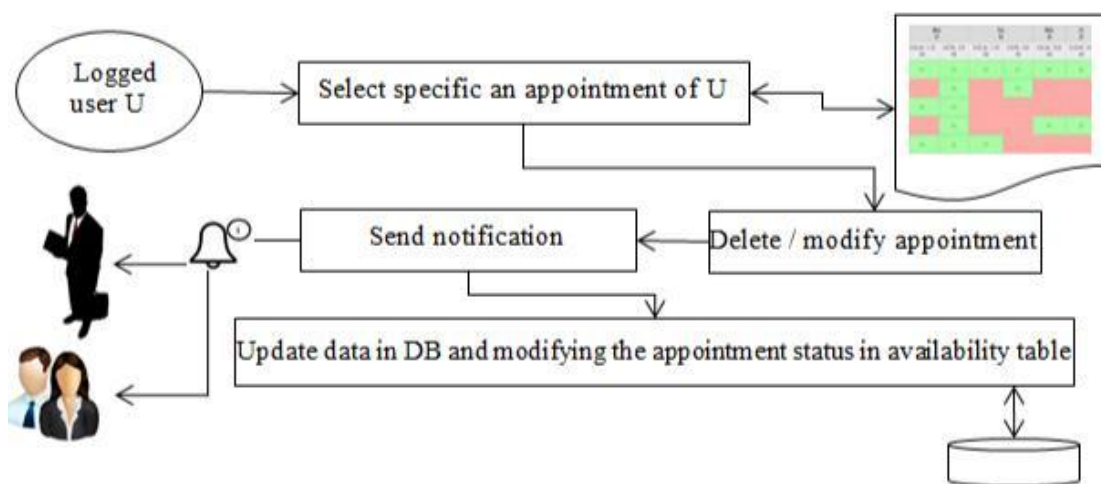 Logged
user U
Select specific an appointment of U
Send notification
Delete / modify appointment
Update data in DB and modifying the appointment status in availability table